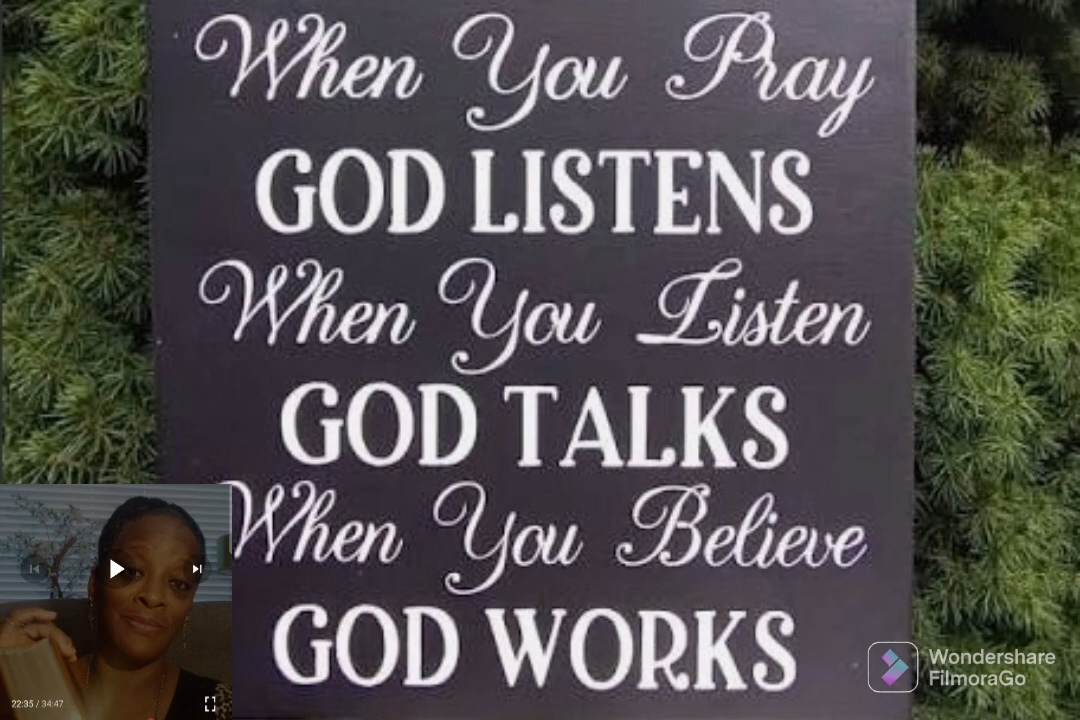 When You Pray
GOD LISTENS
When You Listen
GOD TALKS
When You Believe
GOD WORKS
Wondershare
FilmoraGo
22:35 / 34:47